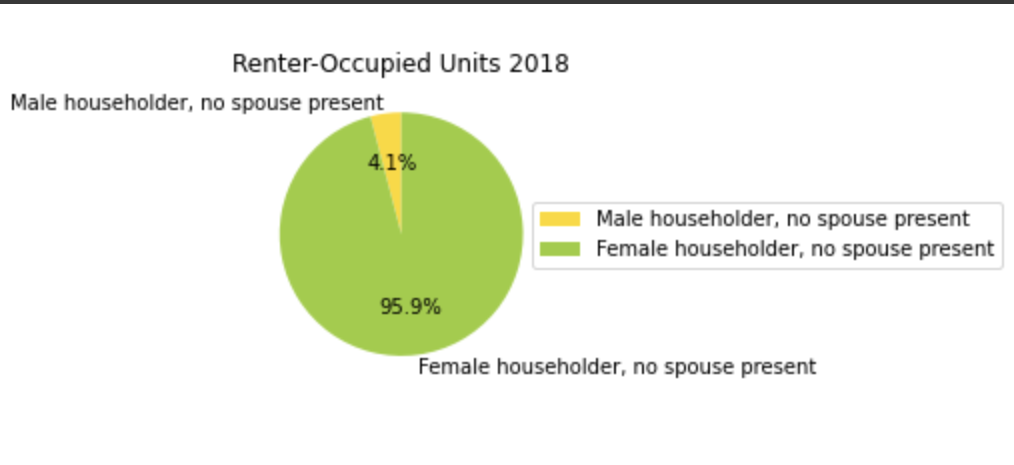 Renter-Occupied Units 2018
Male householder, no spouse present
4.1%
Male householder, no spouse present
Female householder, no spouse present
95.9%
Female householder, no spouse present